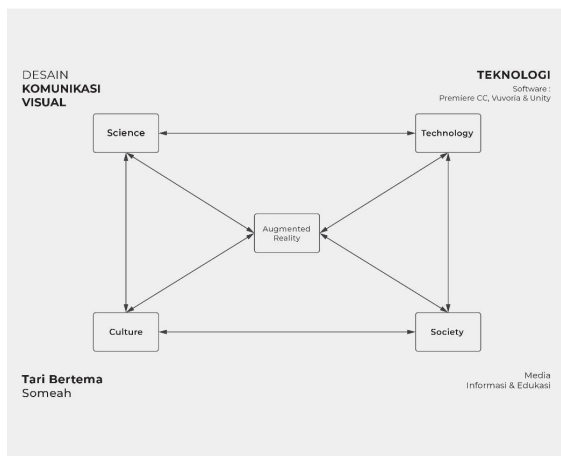 DESAIN
KOMUNIKASI
VISUAL
TEKNOLOGI
Software :
Premiere CC, Vuvoria & Unity
Science
Technology
Augmented
Reality
Culture
Society
Tari Bertema
Someah
Media
Informasi & Edukasi